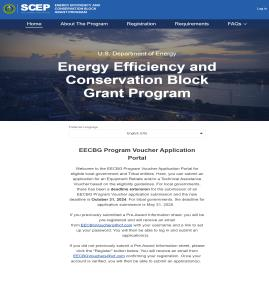 SCEP
ENERGY EFFICIENCY AND
CONSERVATION BLOCK
GRANT PROGRAM
Log in
Home
About The Program
Registration
Requirements
FAQs
U.S. Department of Energy
Energy Efficiency and
Conservation Block
Grant Program
Preferred Language
English (US)
EECBG Program Voucher Application
Portal
Welcome to the EECBG Program Voucher Application Portal for
eligible local government and Tribal entities. Here, you can submit an
application for an Equipment Rebate and/or a Technical Assistance
Voucher based on the eligibility guidelines. For local governments,
there has been a deadline extension for the submission of an
EECBG Program Voucher application submission and the new
deadline is October 31, 2024. For tribal governments, the deadline for
application submission is May 31, 2025.
If you previously submitted a Pre-Award Information sheet, you will be
pre-registered and will receive an email
from with your username and a link to set
up your password. You will then be able to log in and submit an
application(s).
If you did not previously submit a Pre-Award Information sheet, please
click the "Register" button below. You will receive an email from
confirming your registration. Once your
account is verified, you will then be able to submit an application(s).